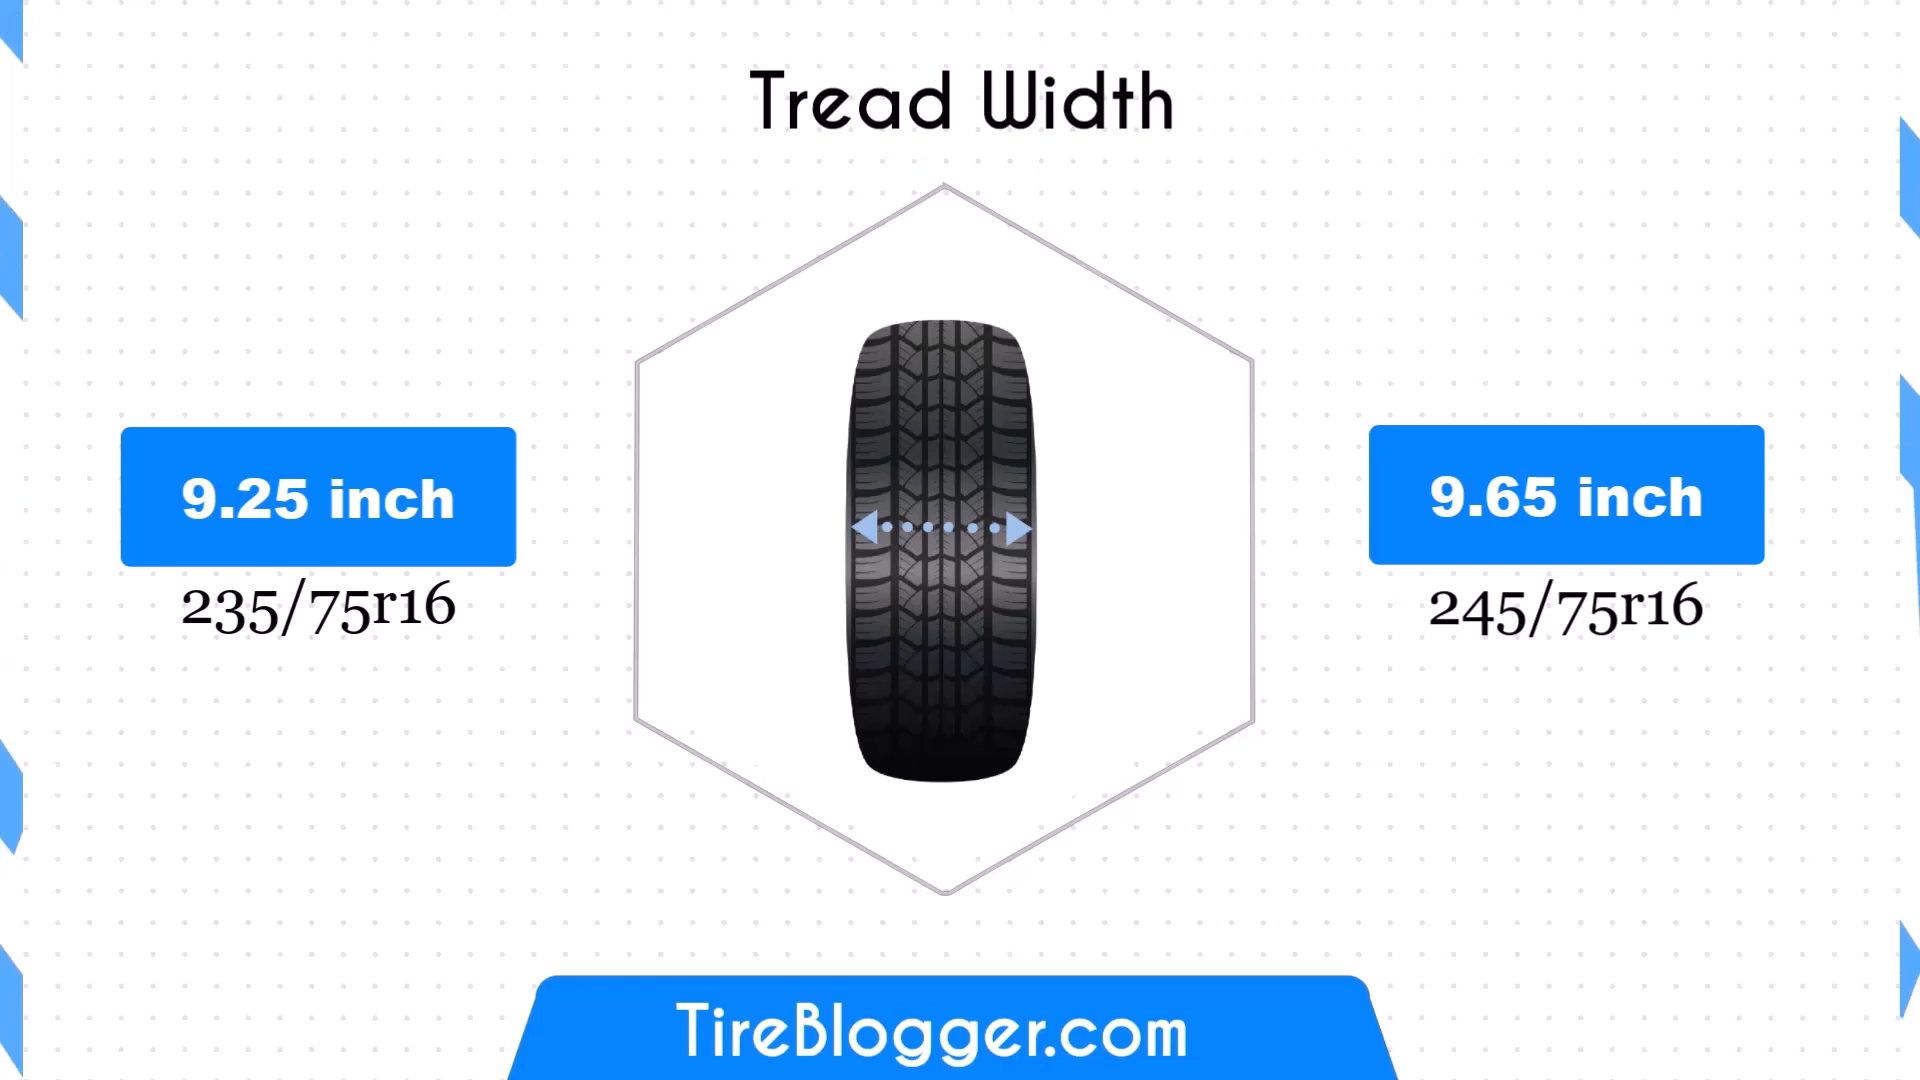 Tread Width
9.25 inch
235/75r16
9.65 inch
245/75r16
TireBlogger.com